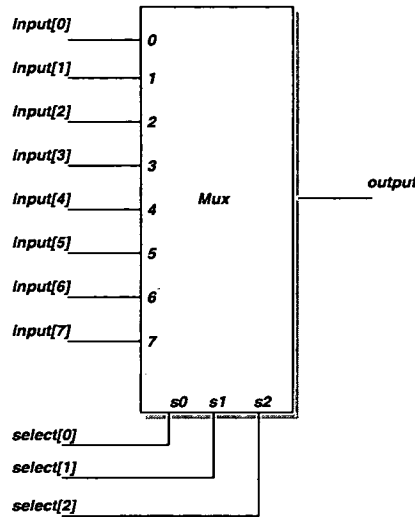 input[0]
0
input[1]
1
input[2]
2
input[3]
3
input[4]
4
Mux
output
input[5]
5
input[6]
6
input[7]
7
s0 s1 s2
select[0]
select[1]
select[2]